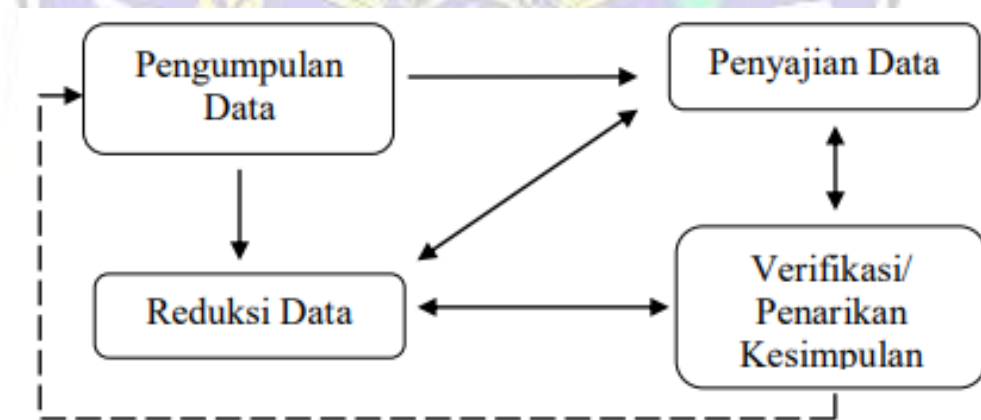 Pengumpulan
Data
Penyajian Data
Reduksi Data
Verifikasi/
Penarikan
Kesimpulan